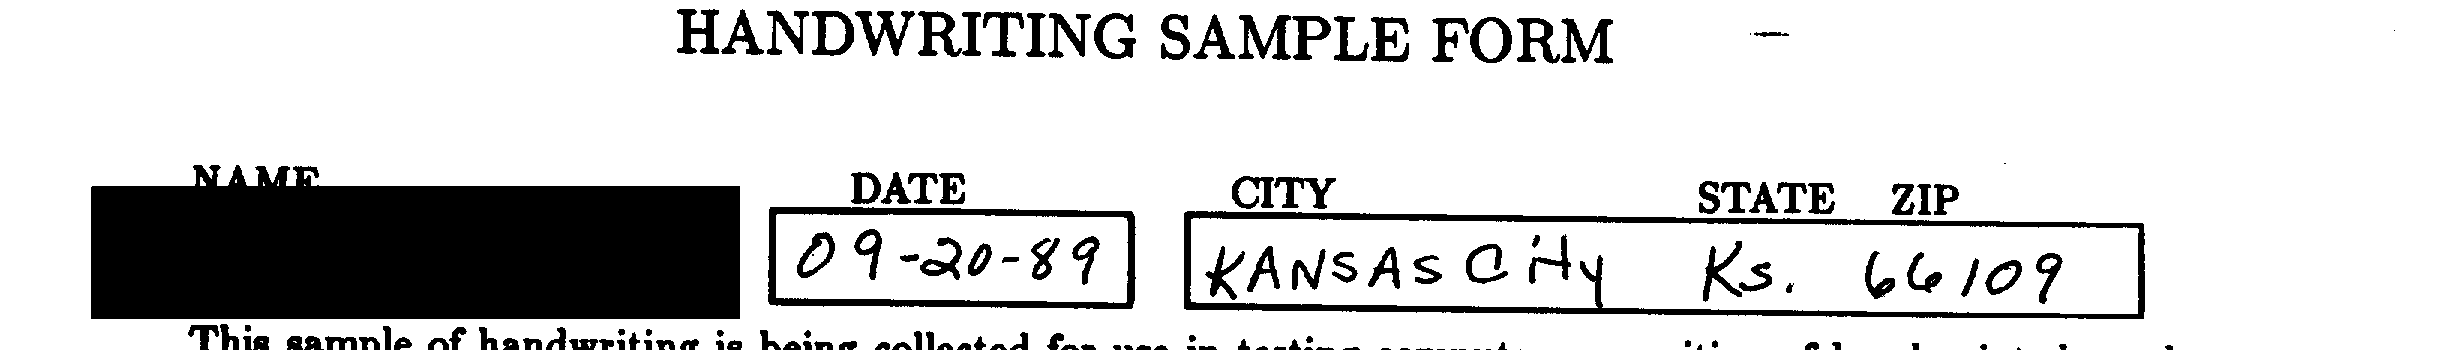 HANDWRITING SAMPLE FORM
NAME DATE CITY STATE ZIP
09-20-89 KANSAS City Ks. 66109
This sample of handwriting is being collected for use in testing